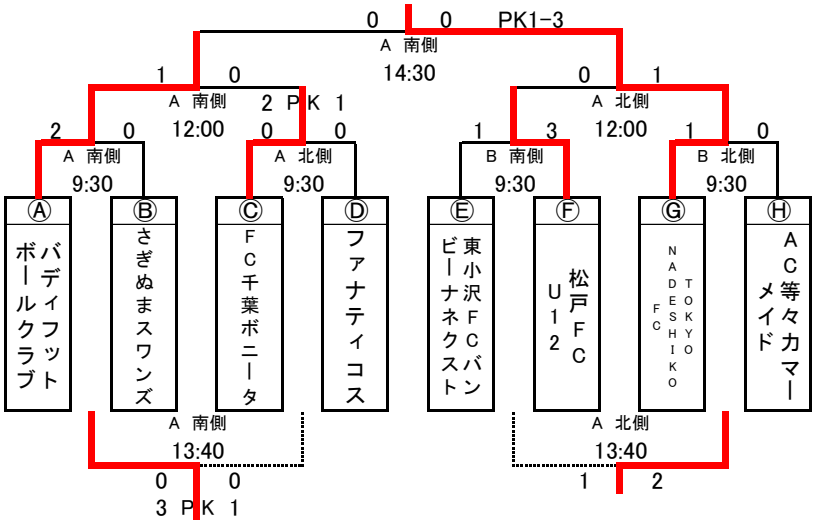 0 0 PK1-3
A 南側
14:30
1 0 0 1
A 南側 A 北側
2 PK 1
12:00 12:00
2 0 0 0 1 3 1 0
A 南側 A 北側 B 南側 B 北側
9:30 9:30 9:30 9:30
Ⓐ Ⓑ Ⓒ Ⓓ Ⓔ Ⓕ Ⓖ Ⓗ
バディフット
ボールクラブ
さぎぬまスワンズ
FC千葉ボニータ
ファナティコス
東小沢FCバン
ビーナネクスト
松戸FC
U12
TOKYO
NADESHIKO
FC
AC等々力マー
メイド
A 南側 A 北側
13:40 13:40
0 0 1 2
3 PK 1